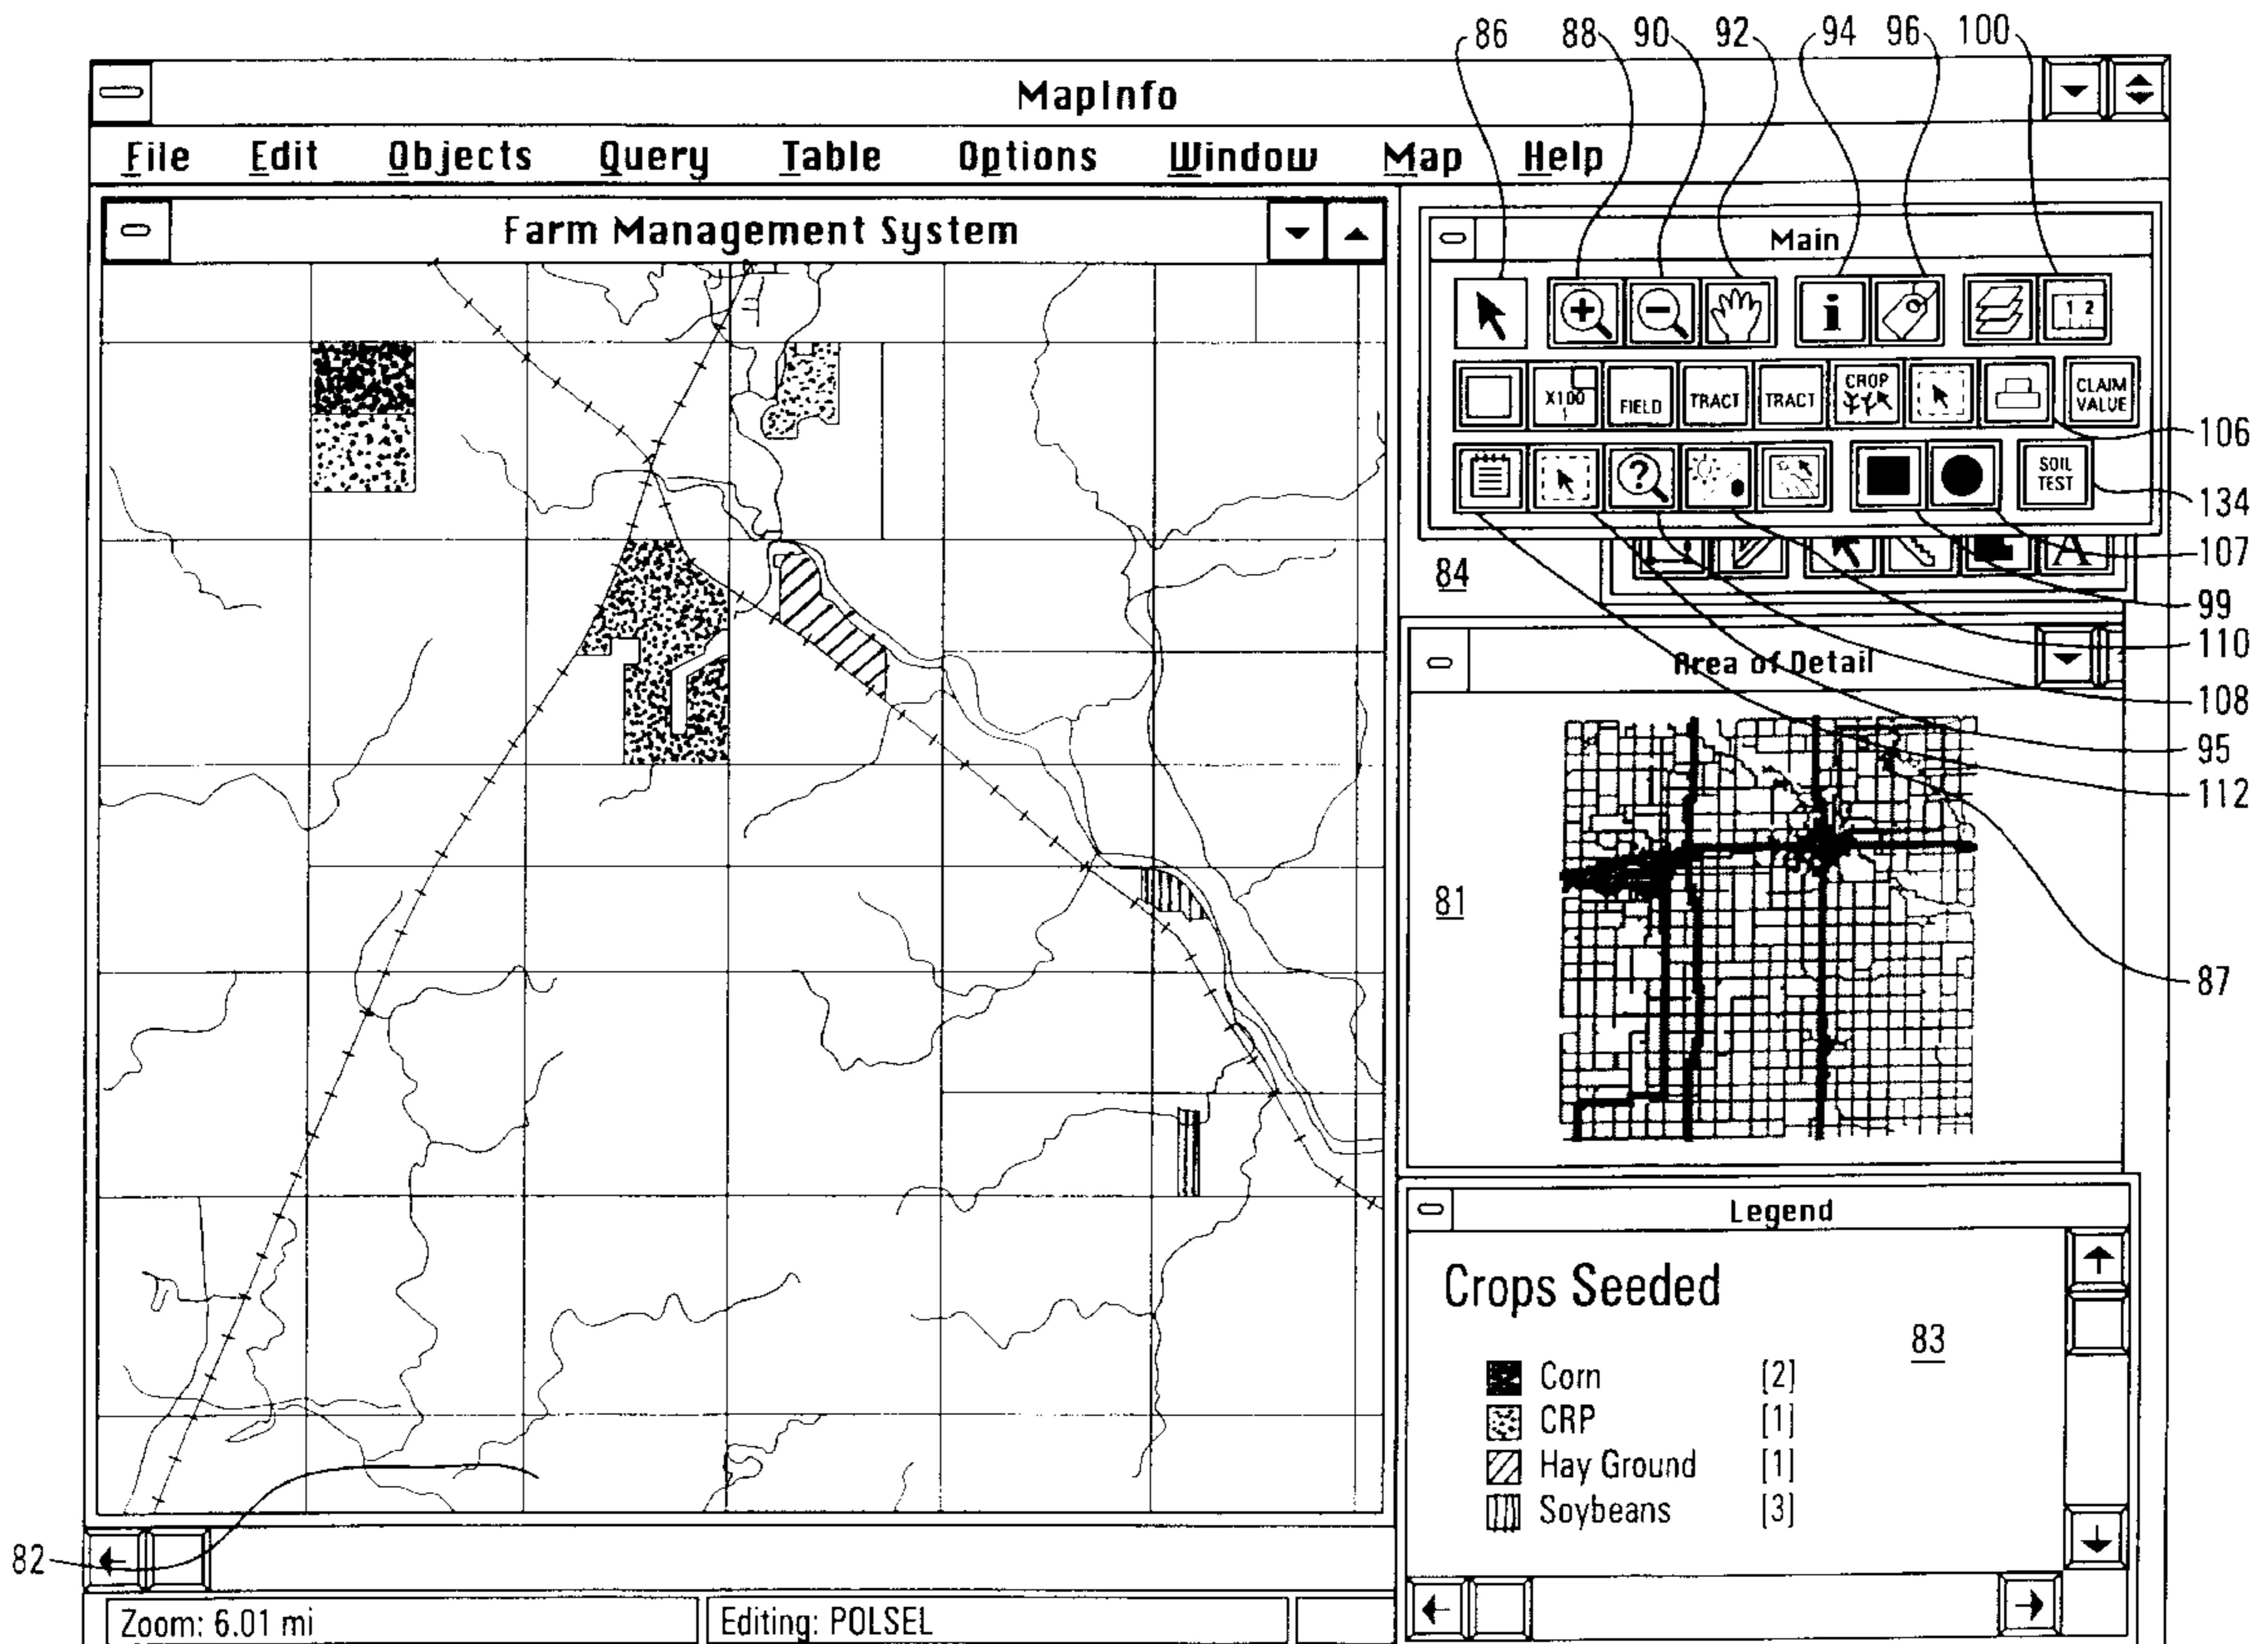 86 88 90 92 94 96 100
MapInfo
File Edit Objects Query Table Options Window Map Help
Farm Management System
Main
i
1 2
X100
1
FIELD
TRACT
TRACT
CROP
CLAIM
VALUE
106
?
SOIL
TEST
134
A
107
84
99
110
Area of Detail
108
95
112
81
87
Legend
Crops Seeded
83
Corn [2]
CRP [1]
Hay Ground [1]
Soybeans [3]
82
Zoom: 6.01 mi
Editing: POLSEL